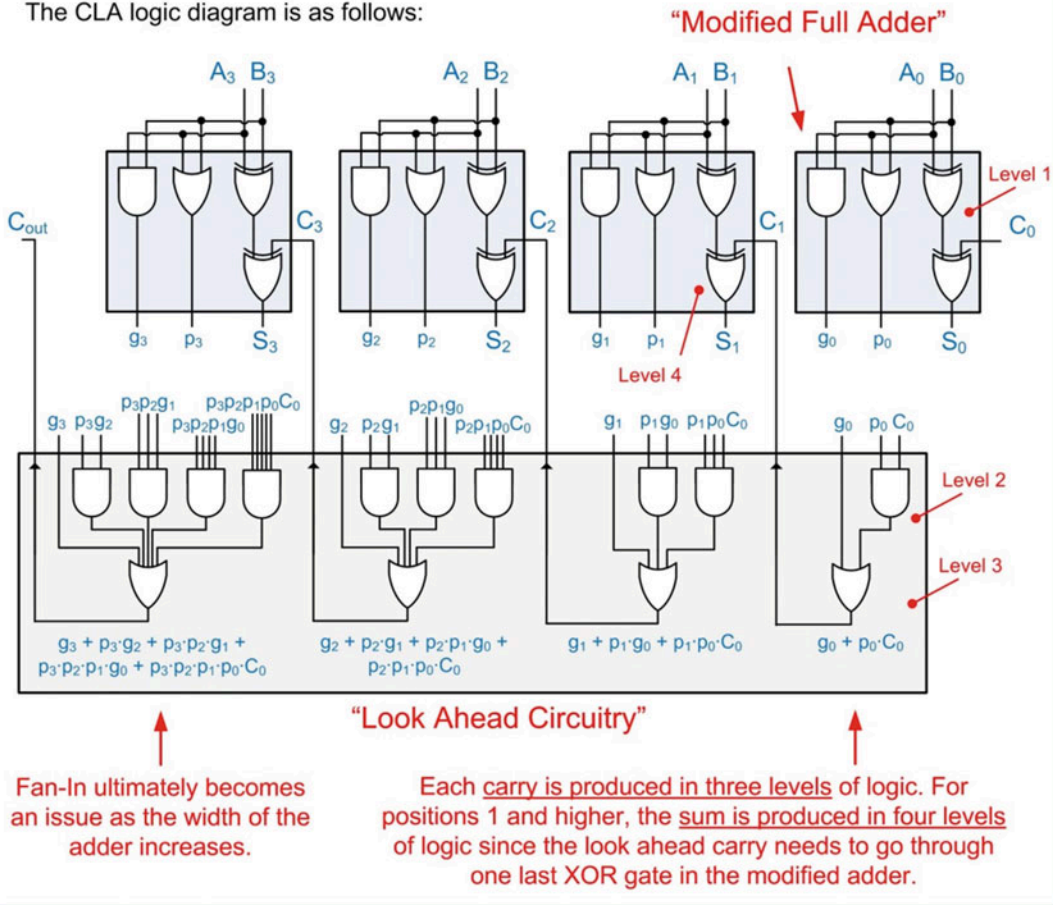 The CLA logic diagram is as follows:
“Modified Full Adder”
A₃ B₃
A₂ B₂
A₁ B₁
A₀ B₀
Level 1
Cout
C₃
C₂
C₁
C₀
g₃ p₃ S₃
g₂ p₂ S₂
g₁ p₁ S₁
g₀ p₀ S₀
Level 4
g₃ p₃g₂ p₃p₂g₁ p₃p₂p₁g₀ p₃p₂p₁p₀C₀
g₂ p₂g₁ p₂p₁g₀ p₂p₁p₀C₀
g₁ p₁g₀ p₁p₀C₀
g₀ p₀ C₀
Level 2
Level 3
g₃ + p₃·g₂ + p₃·p₂·g₁ +
p₃·p₂·p₁·g₀ + p₃·p₂·p₁·p₀·C₀
g₂ + p₂·g₁ + p₂·p₁·g₀ +
p₂·p₁·p₀·C₀
g₁ + p₁·g₀ + p₁·p₀·C₀
g₀ + p₀·C₀
“Look Ahead Circuitry”
Fan-In ultimately becomes
an issue as the width of the
adder increases.
Each carry is produced in three levels of logic. For
positions 1 and higher, the sum is produced in four levels
of logic since the look ahead carry needs to go through
one last XOR gate in the modified adder.